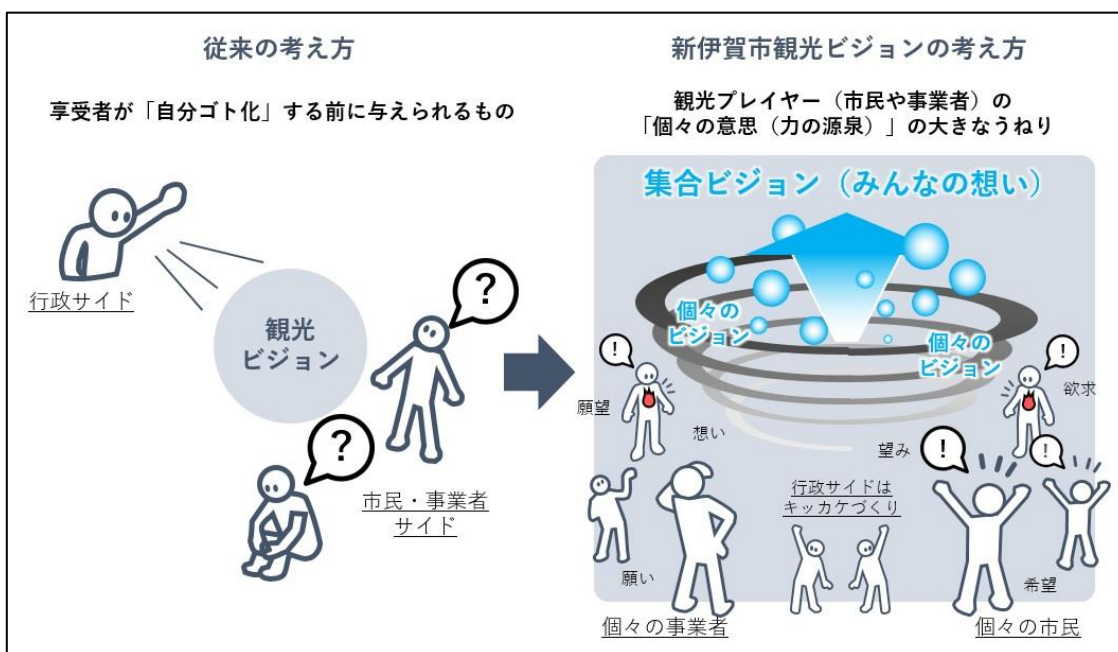 従来の考え方
享受者が「自分ゴト化」する前に与えられるもの
行政サイド
観光
ビジョン
?
?
市民・事業者
サイド
新伊賀市観光ビジョンの考え方
観光プレイヤー（市民や事業者）の
「個々の意思（力の源泉）」の大きなうねり
集合ビジョン（みんなの想い）
個々の
ビジョン
個々の
ビジョン
!
!
願望
欲求
想い
望み
!
!
行政サイドは
キッカケづくり
願い
希望
個々の事業者
個々の市民